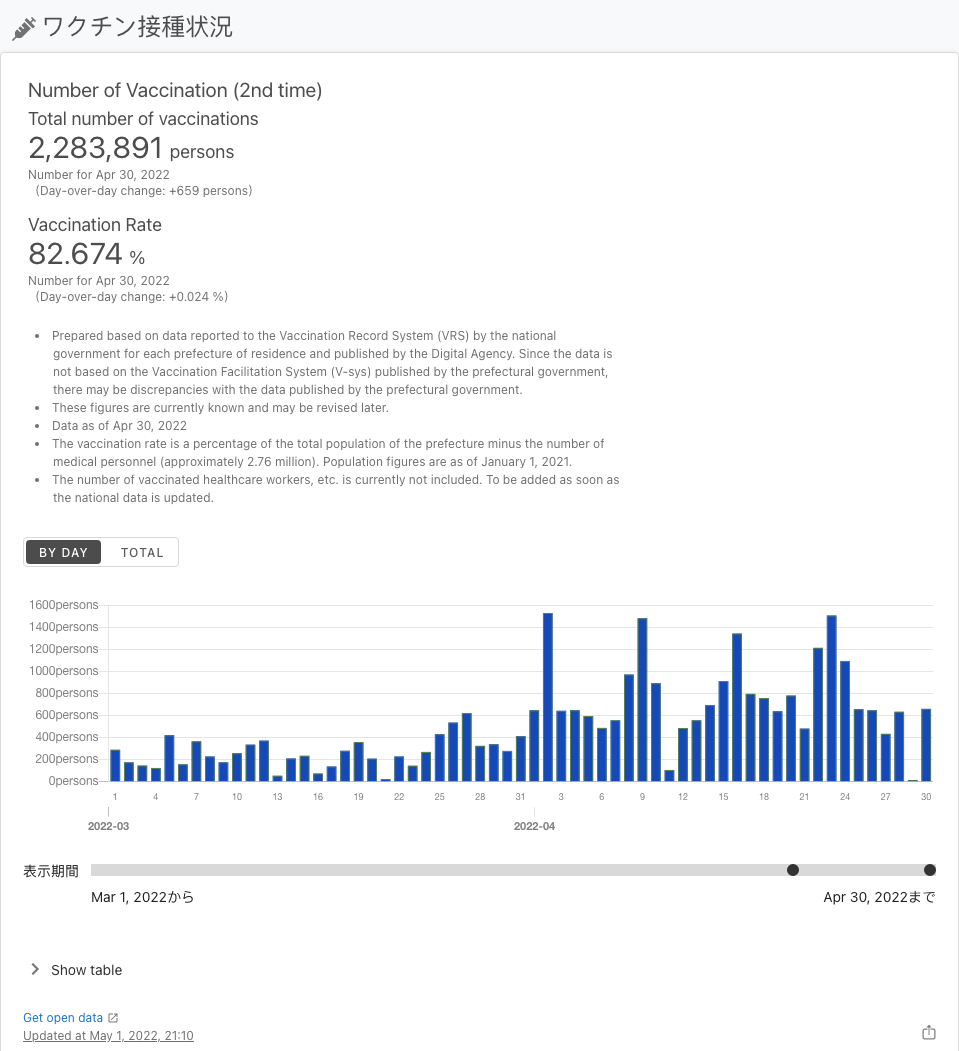 ワクチン接種状況
Number of Vaccination (2nd time)
Total number of vaccinations
2,283,891 persons
Number for Apr 30, 2022
(Day-over-day change: +659 persons)
Vaccination Rate
82.674 %
Number for Apr 30, 2022
(Day-over-day change: +0.024 %)
• Prepared based on data reported to the Vaccination Record System (VRS) by the national
government for each prefecture of residence and published by the Digital Agency. Since the data is
not based on the Vaccination Facilitation System (V-sys) published by the prefectural government,
there may be discrepancies with the data published by the prefectural government.
• These figures are currently known and may be revised later.
• Data as of Apr 30, 2022
• The vaccination rate is a percentage of the total population of the prefecture minus the number of
medical personnel (approximately 2.76 million). Population figures are as of January 1, 2021.
• The number of vaccinated healthcare workers, etc. is currently not included. To be added as soon as
the national data is updated.
BY DAY TOTAL
1600persons
1400persons
1200persons
1000persons
800persons
600persons
400persons
200persons
0persons
1 4 7 10 13 16 19 22 25 28 31 3 6 9 12 15 18 21 24 27 30
2022-03 2022-04
表示期間
Mar 1, 2022から Apr 30, 2022まで
Show table
Get open data
Updated at May 1, 2022, 21:10